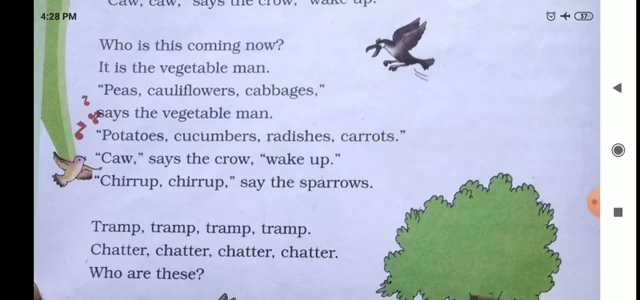 "Caw, caw," says the crow, "wake up."
4:28 PM
37
Who is this coming now?
It is the vegetable man.
"Peas, cauliflowers, cabbages,"
says the vegetable man.
"Potatoes, cucumbers, radishes, carrots."
"Caw," says the crow, "wake up."
"Chirrup, chirrup," say the sparrows.
Tramp, tramp, tramp, tramp.
Chatter, chatter, chatter, chatter.
Who are these?